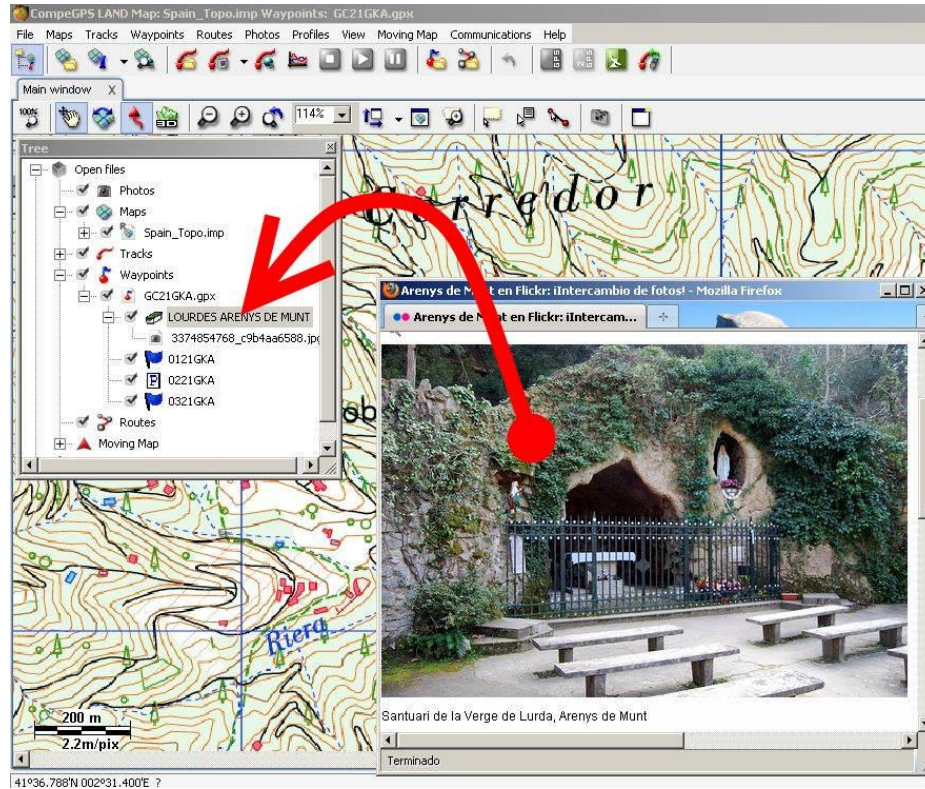 CompeGPS LAND Map: Spain_Topo.imp Waypoints: GC21GKA.gpx
File Maps Tracks Waypoints Routes Photos Profiles View Moving Map Communications Help
Main window X
100% 114%
Tree
Open files
Photos
Maps
Spain_Topo.imp
Tracks
Waypoints
GC21GKA.gpx
LOURDES ARENYS DE MUNT
3374854768_c9b4aa6588.jpg
0121GKA
P 0221GKA
0321GKA
Routes
Moving Map
Corredor
Arenys de Munt en Flickr: ¡Intercambio de fotos! - Mozilla Firefox
Arenys de Munt en Flickr: ¡Intercam...
Riera
Santuari de la Verge de Lurda, Arenys de Munt
Terminado
200 m
2.2m/pix
41º36.788'N 002º31.400'E ?